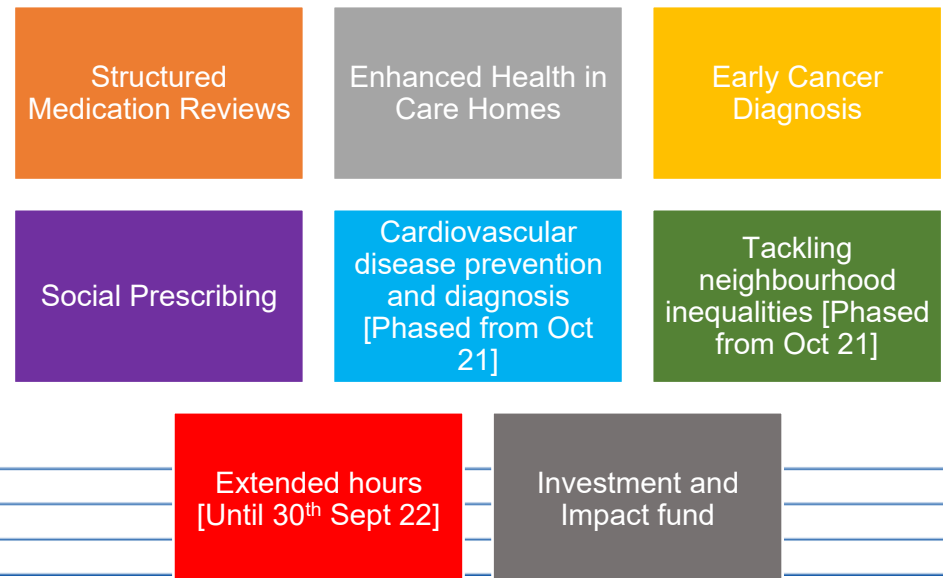 Structured
Medication Reviews
Enhanced Health in
Care Homes
Early Cancer
Diagnosis
Social Prescribing
Cardiovascular
disease prevention
and diagnosis
[Phased from Oct
21]
Tackling
neighbourhood
inequalities [Phased
from Oct 21]
Extended hours
[Until 30th Sept 22]
Investment and
Impact fund